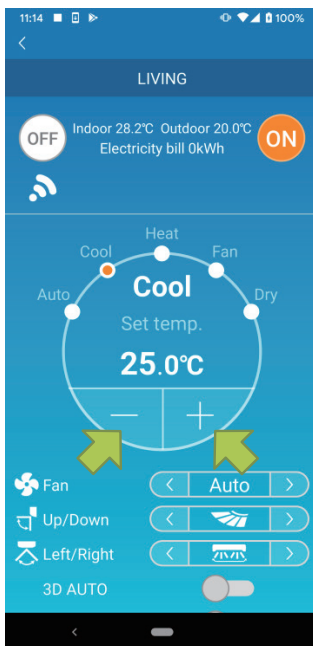 11:14 100%
LIVING
OFF
Indoor 28.2℃ Outdoor 20.0℃
Electricity bill 0kWh
ON
Heat
Cool Fan
Auto Dry
Cool
Set temp.
25.0℃
Fan Auto
Up/Down
Left/Right
3D AUTO